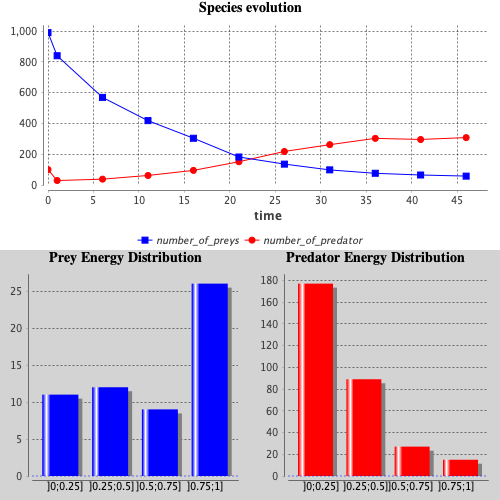 Species evolution
1,000
800
600
400
200
0
0 5 10 15 20 25 30 35 40 45
time
number_of_preys number_of_predator
Prey Energy Distribution
25
20
15
10
5
0
]0;0.25] ]0.25;0.5] ]0.5;0.75] ]0.75;1]
Predator Energy Distribution
180
160
140
120
100
80
60
40
20
0
]0;0.25] ]0.25;0.5] ]0.5;0.75] ]0.75;1]